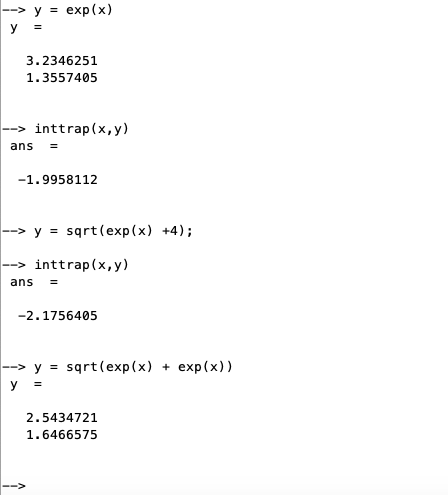 --> y = exp(x)
y  =
3.2346251
1.3557405
--> inttrap(x,y)
ans  =
-1.9958112
--> y = sqrt(exp(x) +4);
--> inttrap(x,y)
ans  =
-2.1756405
--> y = sqrt(exp(x) + exp(x))
y  =
2.5434721
1.6466575
-->